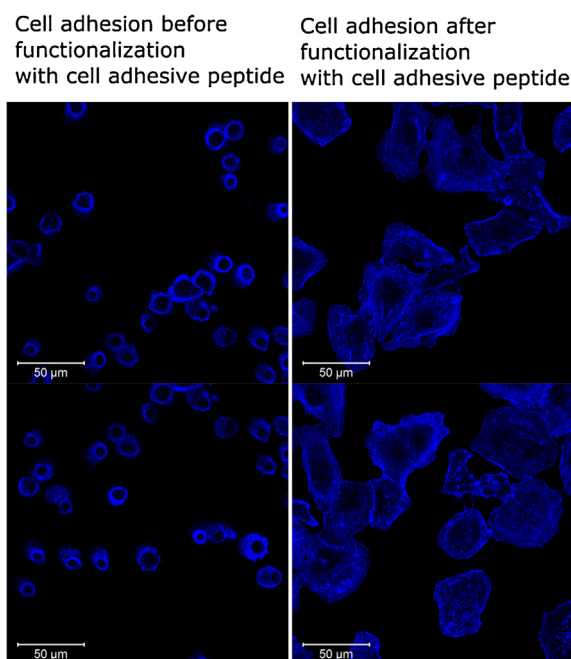 Cell adhesion before
functionalization
with cell adhesive peptide
Cell adhesion after
functionalization
with cell adhesive peptide
50 µm
50 µm
50 µm
50 µm